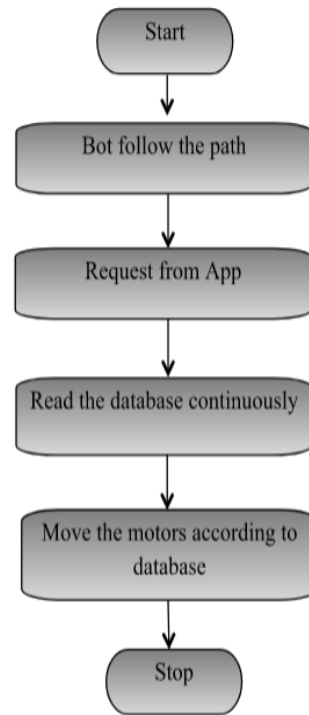 Start
Bot follow the path
Request from App
Read the database continuously
Move the motors according to
database
Stop